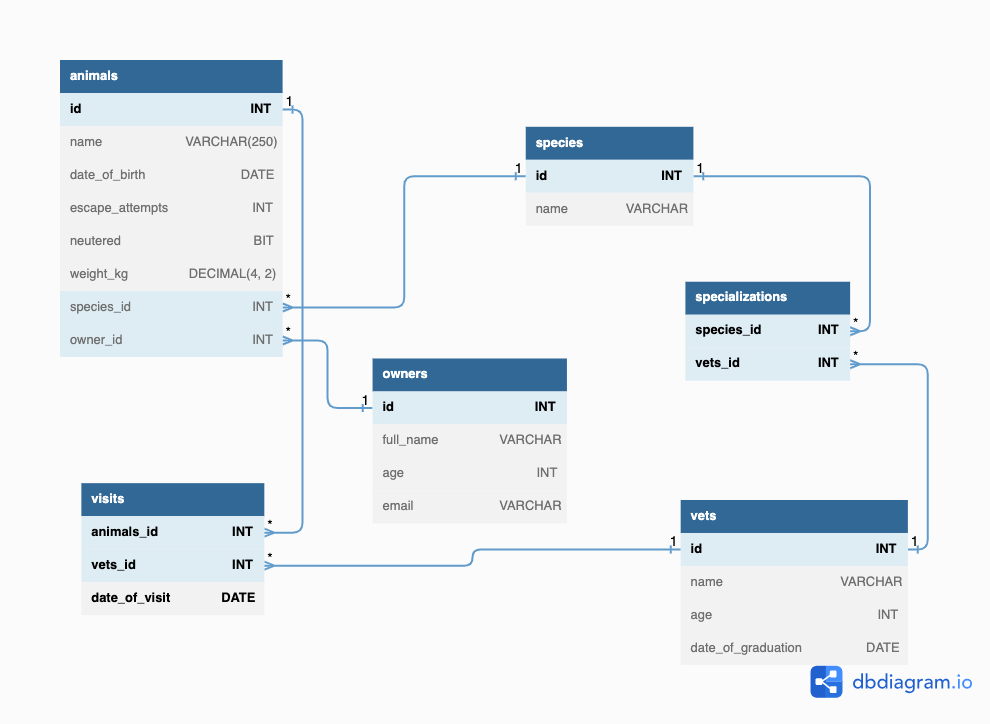 animals
id INT
name VARCHAR(250)
date_of_birth DATE
escape_attempts INT
neutered BIT
weight_kg DECIMAL(4, 2)
species_id INT
owner_id INT
1
*
*
species
id INT
name VARCHAR
1
1
specializations
species_id INT
vets_id INT
*
*
owners
id INT
full_name VARCHAR
age INT
email VARCHAR
1
visits
animals_id INT
vets_id INT
date_of_visit DATE
*
*
vets
id INT
name VARCHAR
age INT
date_of_graduation DATE
1
1
dbdiagram.io